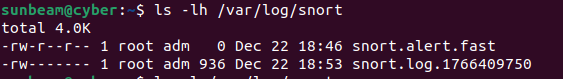 sunbeam@cyber:~$ ls -lh /var/log/snort
total 4.0K
-rw-r--r-- 1 root adm   0 Dec 22 18:46 snort.alert.fast
-rw------- 1 root adm 936 Dec 22 18:53 snort.log.1766409750